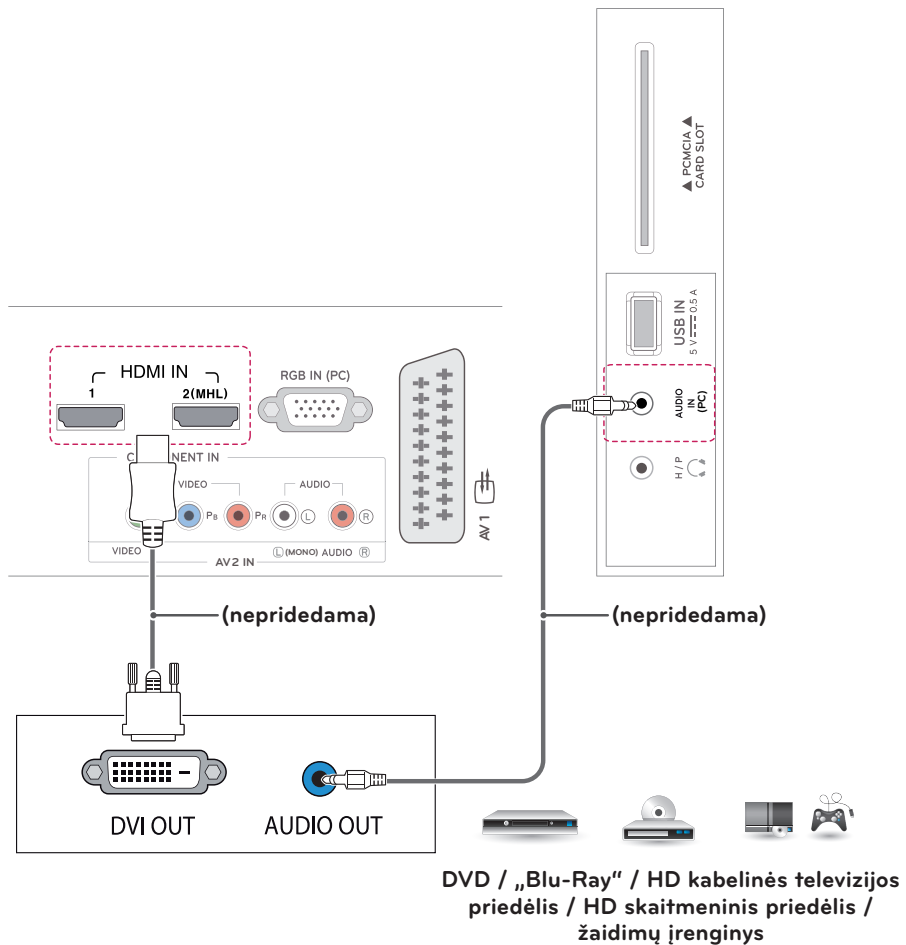 ▲ PCMCIA ▲
CARD SLOT
USB IN
5 V 0.5 A
AUDIO
IN
(PC)
H / P
HDMI IN
1
2(MHL)
RGB IN (PC)
NENT IN
VIDEO
AUDIO
PB
PR
L
R
VIDEO
L (MONO) AUDIO R
AV2 IN
AV 1
(nepridedama)
(nepridedama)
DVI OUT
AUDIO OUT
DVD / „Blu-Ray“ / HD kabelinės televizijos
priedėlis / HD skaitmeninis priedėlis /
žaidimų įrenginys